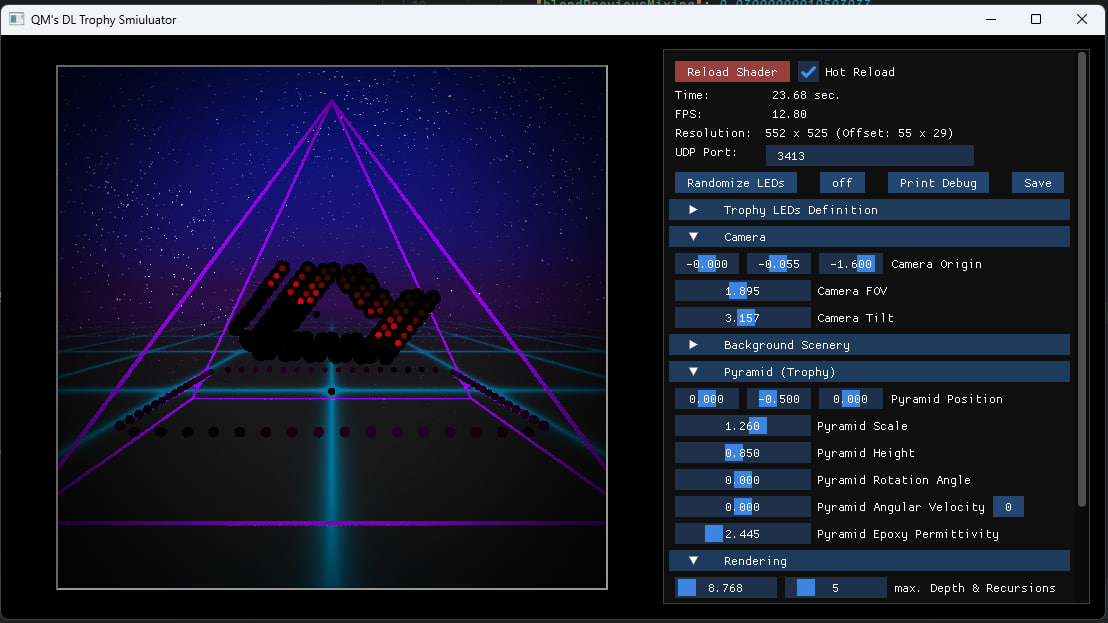 "blendPreviousMixing": 0.03999999910593033
QM's DL Trophy Smiuluator
Reload Shader Hot Reload
Time: 23.68 sec.
FPS: 12.80
Resolution: 552 x 525 (Offset: 55 x 29)
UDP Port: 3413
Randomize LEDs off Print Debug Save
Trophy LEDs Definition
Camera
-0.000 -0.055 -1.600 Camera Origin
1.895 Camera FOV
3.157 Camera Tilt
Background Scenery
Pyramid (Trophy)
0.000 -0.500 0.000 Pyramid Position
1.260 Pyramid Scale
0.850 Pyramid Height
0.000 Pyramid Rotation Angle
0.000 Pyramid Angular Velocity 0
2.445 Pyramid Epoxy Permittivity
Rendering
8.768 5 max. Depth & Recursions